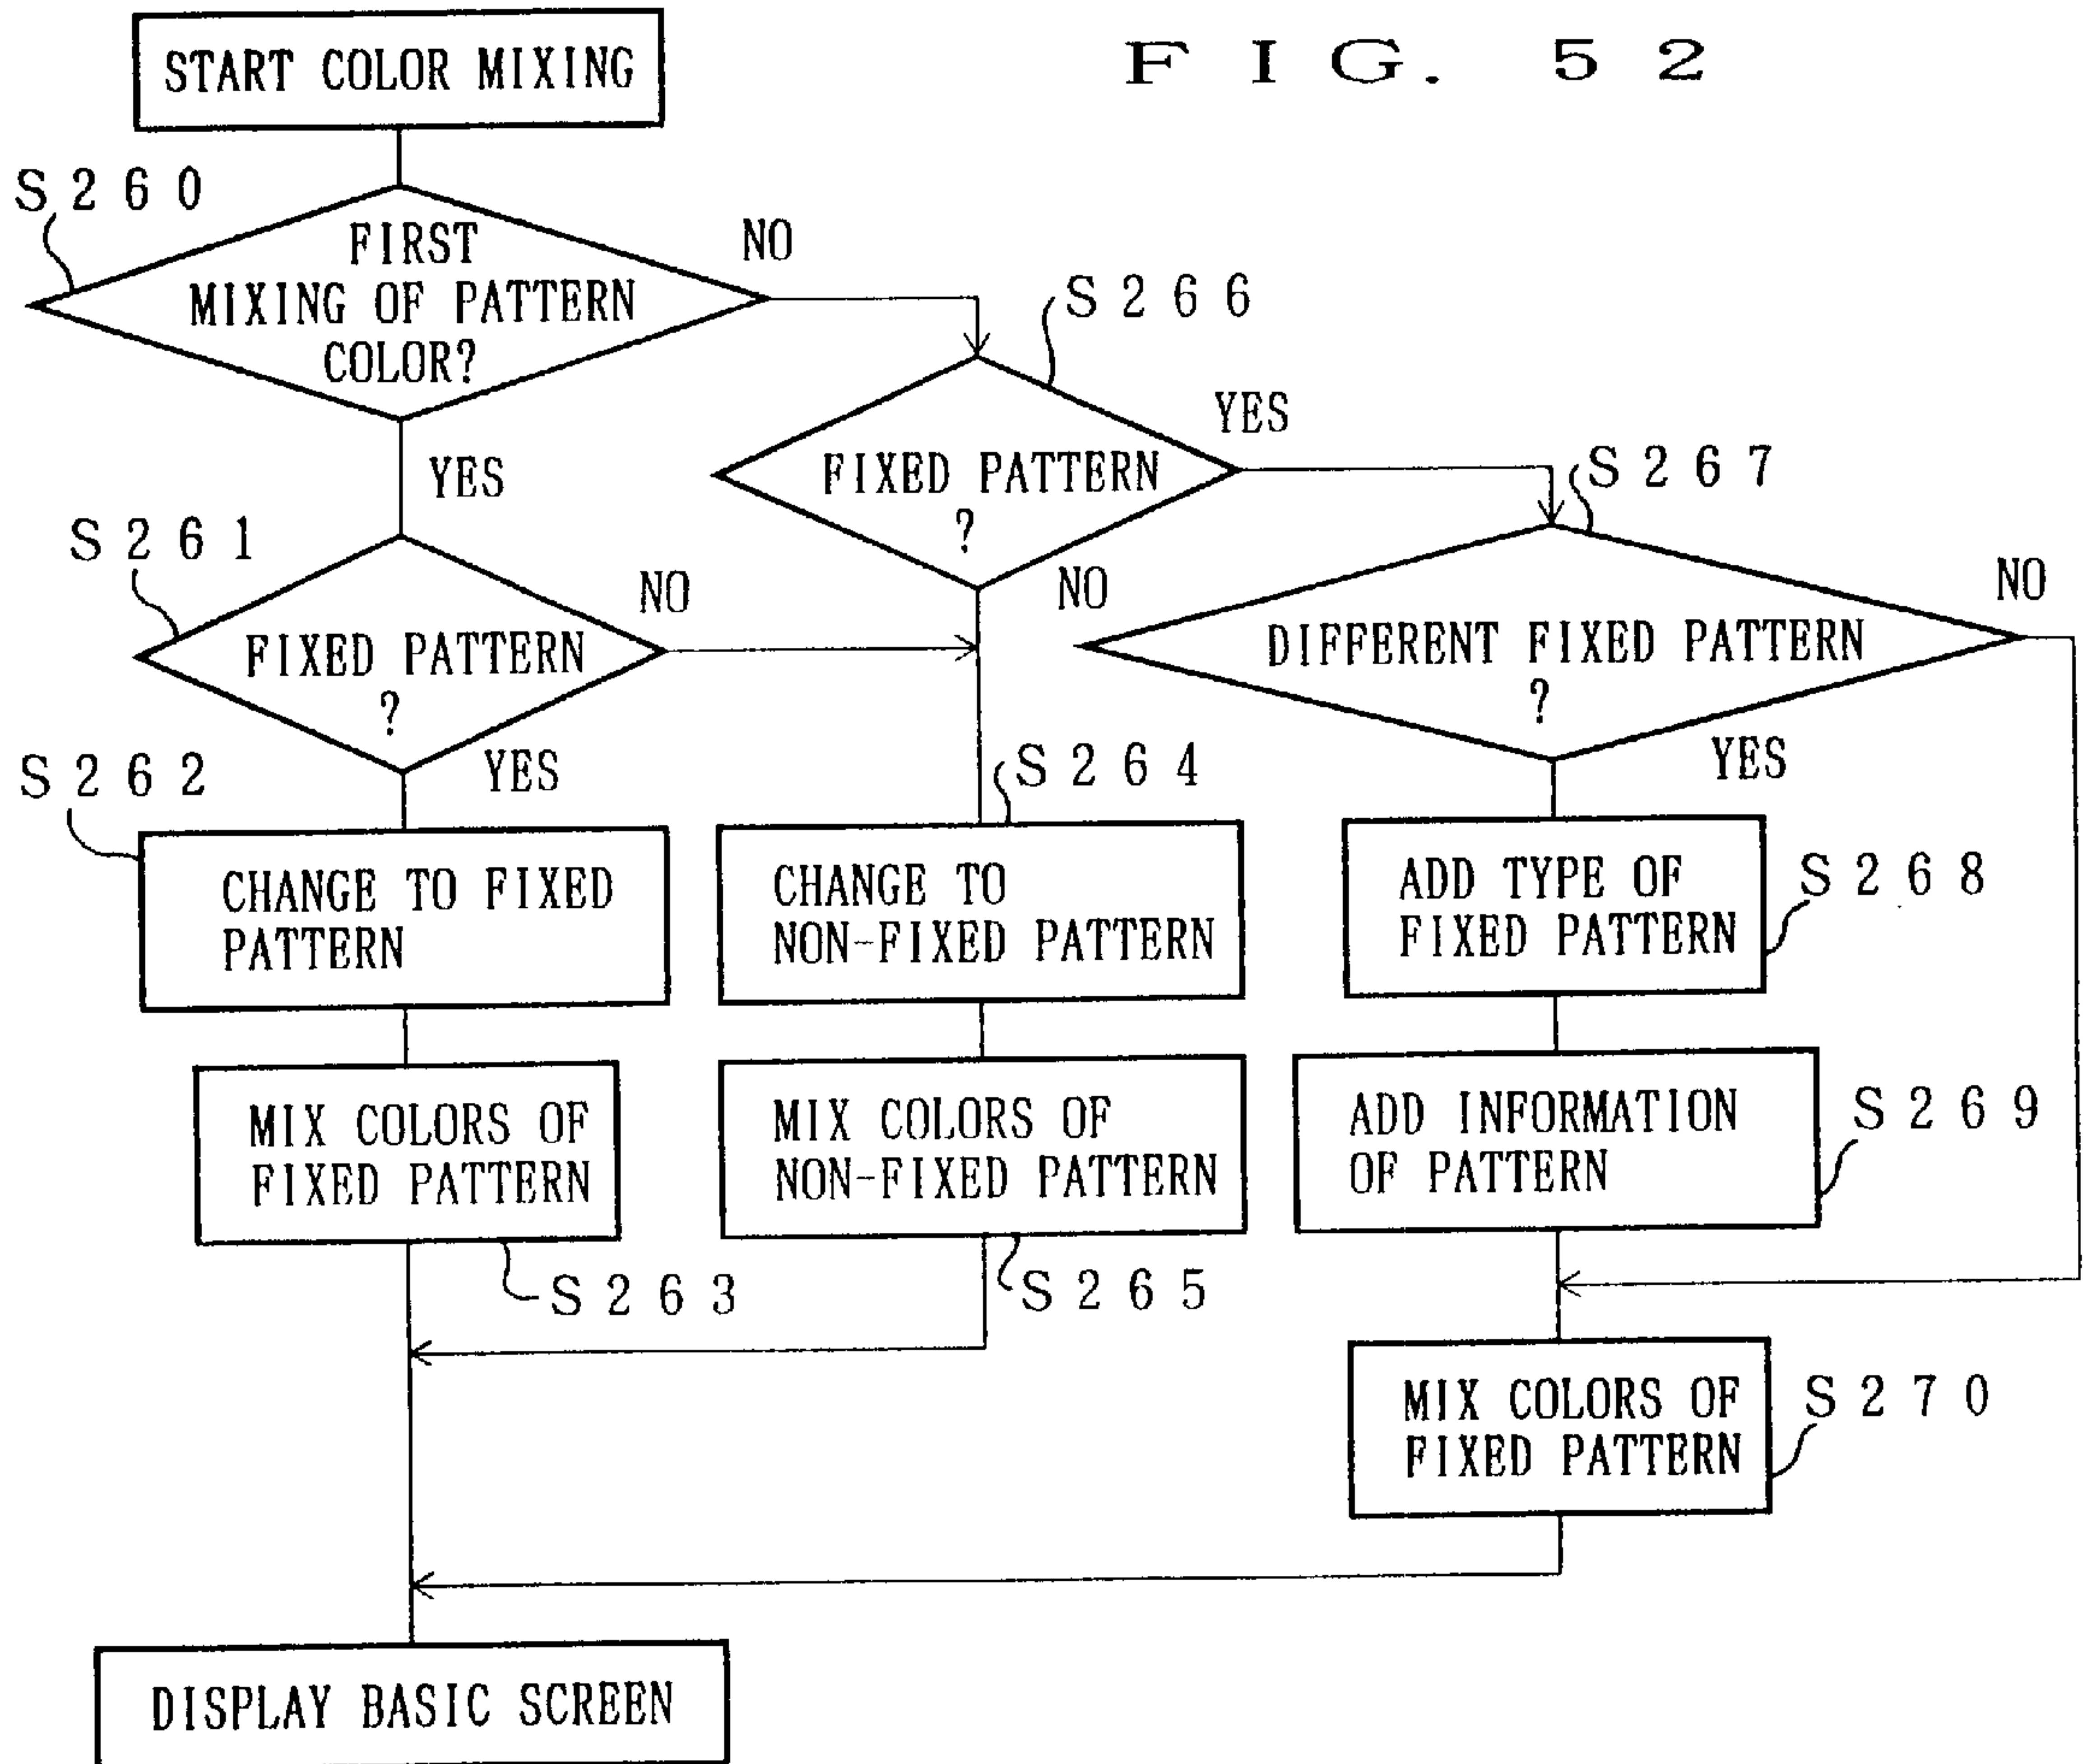 F I G. 5 2
START COLOR MIXING
S 2 6 0
FIRST
MIXING OF PATTERN
COLOR?
NO
YES
S 2 6 6
FIXED PATTERN
?
YES
NO
S 2 6 1
FIXED PATTERN
?
NO
YES
S 2 6 7
DIFFERENT FIXED PATTERN
?
NO
YES
S 2 6 2
CHANGE TO FIXED
PATTERN
S 2 6 4
CHANGE TO
NON-FIXED PATTERN
ADD TYPE OF
FIXED PATTERN
S 2 6 8
MIX COLORS OF
FIXED PATTERN
S 2 6 3
MIX COLORS OF
NON-FIXED PATTERN
S 2 6 5
ADD INFORMATION
OF PATTERN
S 2 6 9
MIX COLORS OF
FIXED PATTERN
S 2 7 0
DISPLAY BASIC SCREEN